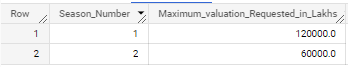 Row Season_Number Maximum_valuation_Requested_in_Lakhs
1 1 120000.0
2 2 60000.0